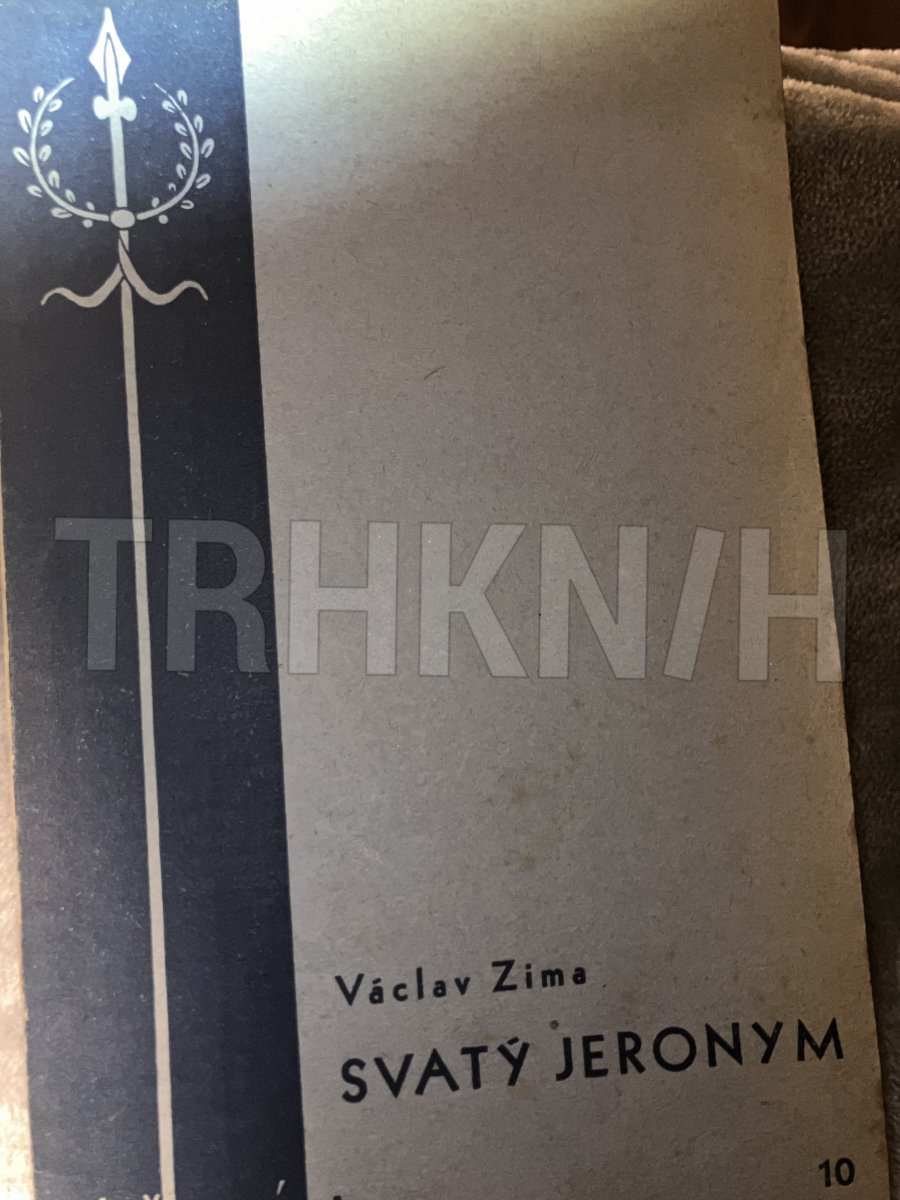 TRHKNIH
Václav Zima
SVATÝ JERONYM
10